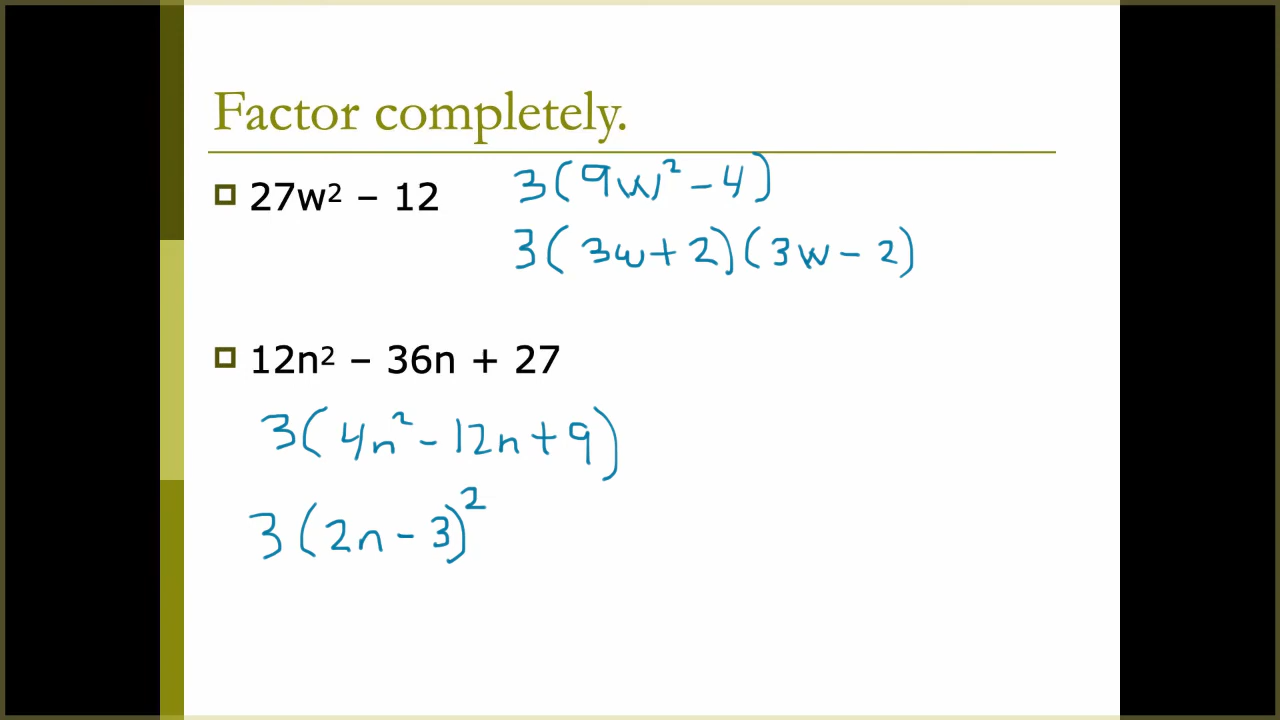 Factor completely.
27w² – 12
3(9w² - 4)
3(3w + 2)(3w - 2)
12n² – 36n + 27
3(4n² - 12n + 9)
3(2n - 3)²